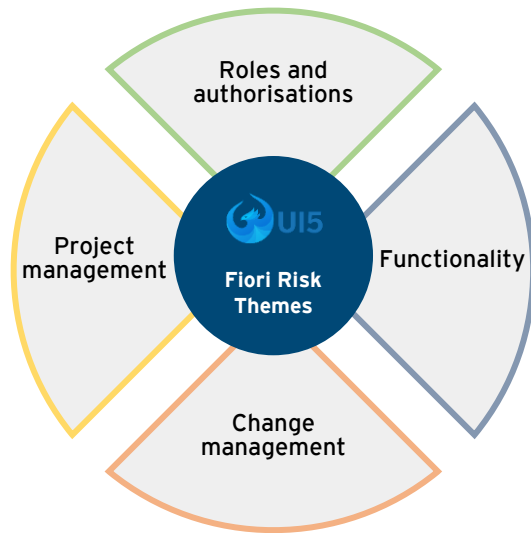 Roles and
authorisations
Project
management
UI5
Fiori Risk
Themes
Functionality
Change
management